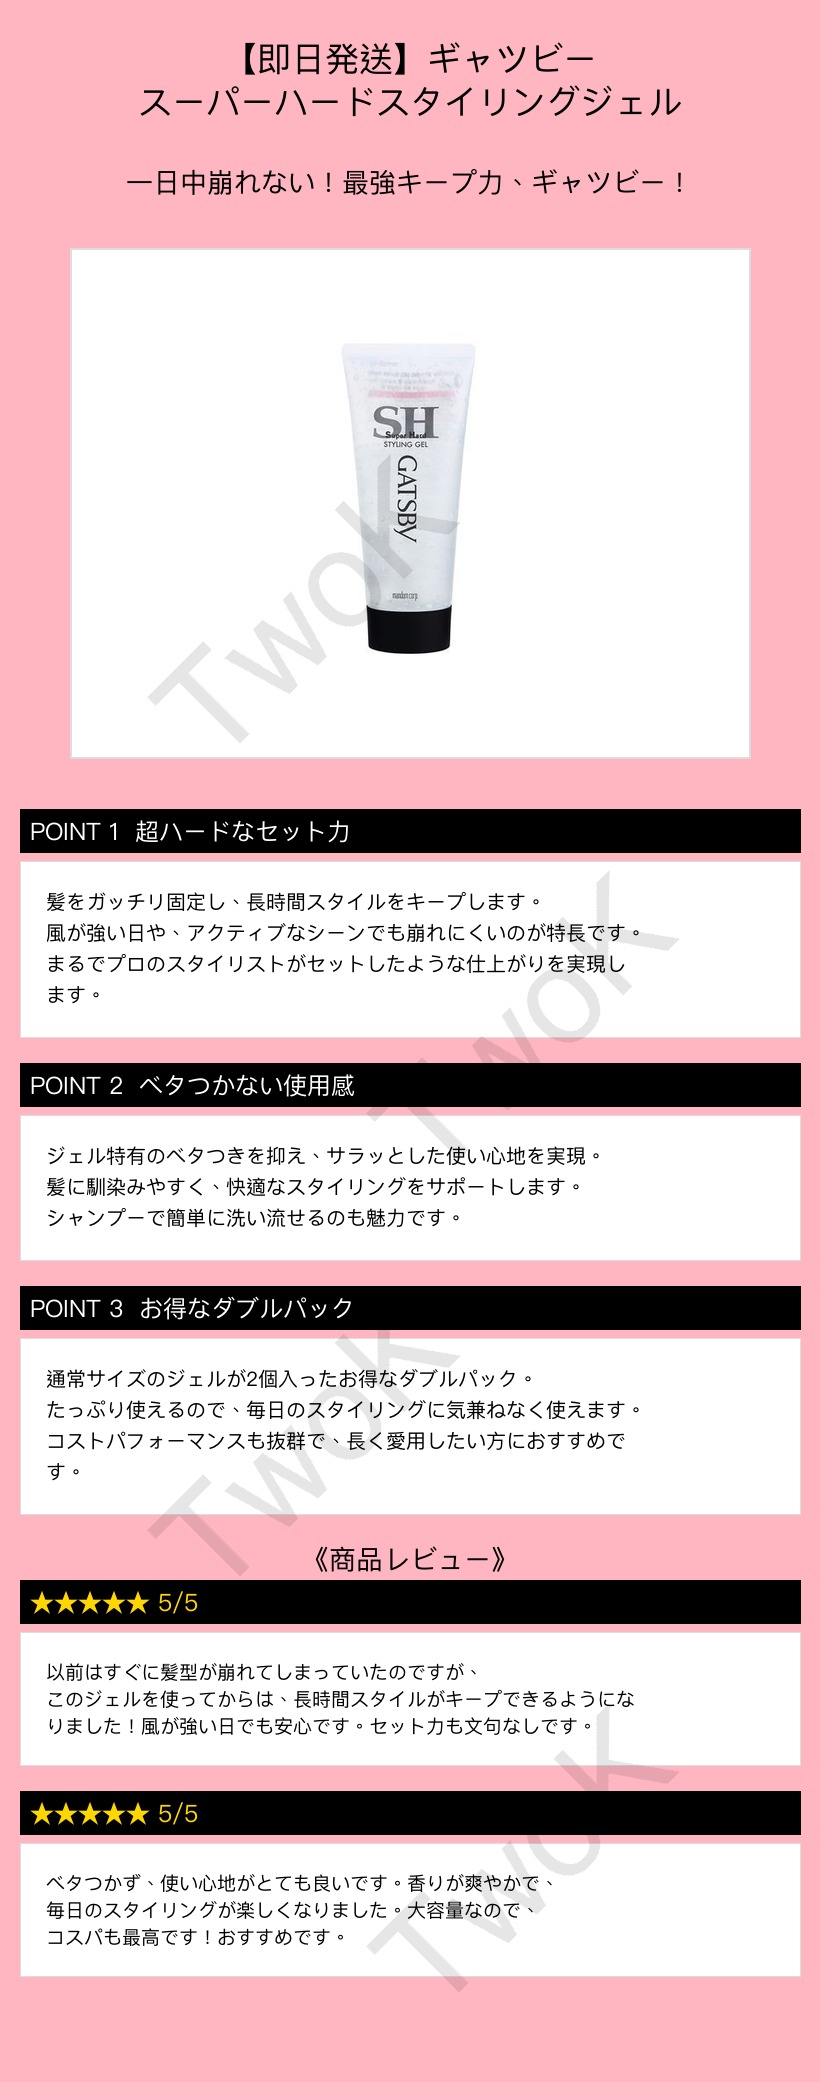 【即日発送】ギャツビー
スーパーハードスタイリングジェル
一日中崩れない！最強キープ力、ギャツビー！
SH
Super Hard
STYLING GEL
GATSBY
mandom corp.
TwoK
POINT 1 超ハードなセット力
髪をガッチリ固定し、長時間スタイルをキープします。
風が強い日や、アクティブなシーンでも崩れにくいのが特長です。
まるでプロのスタイリストがセットしたような仕上がりを実現し
ます。
TwoK
POINT 2 ベタつかない使用感
ジェル特有のベタつきを抑え、サラッとした使い心地を実現。
髪に馴染みやすく、快適なスタイリングをサポートします。
シャンプーで簡単に洗い流せるのも魅力です。
POINT 3 お得なダブルパック
通常サイズのジェルが2個入ったお得なダブルパック。
たっぷり使えるので、毎日のスタイリングに気兼ねなく使えます。
コストパフォーマンスも抜群で、長く愛用したい方におすすめで
す。
TwoK
《商品レビュー》
★★★★★ 5/5
以前はすぐに髪型が崩れてしまっていたのですが、
このジェルを使ってからは、長時間スタイルがキープできるようにな
りました！風が強い日でも安心です。セット力も文句なしです。
★★★★★ 5/5
ベタつかず、使い心地がとても良いです。香りが爽やかで、
毎日のスタイリングが楽しくなりました。大容量なので、
コスパも最高です！おすすめです。
TwoK